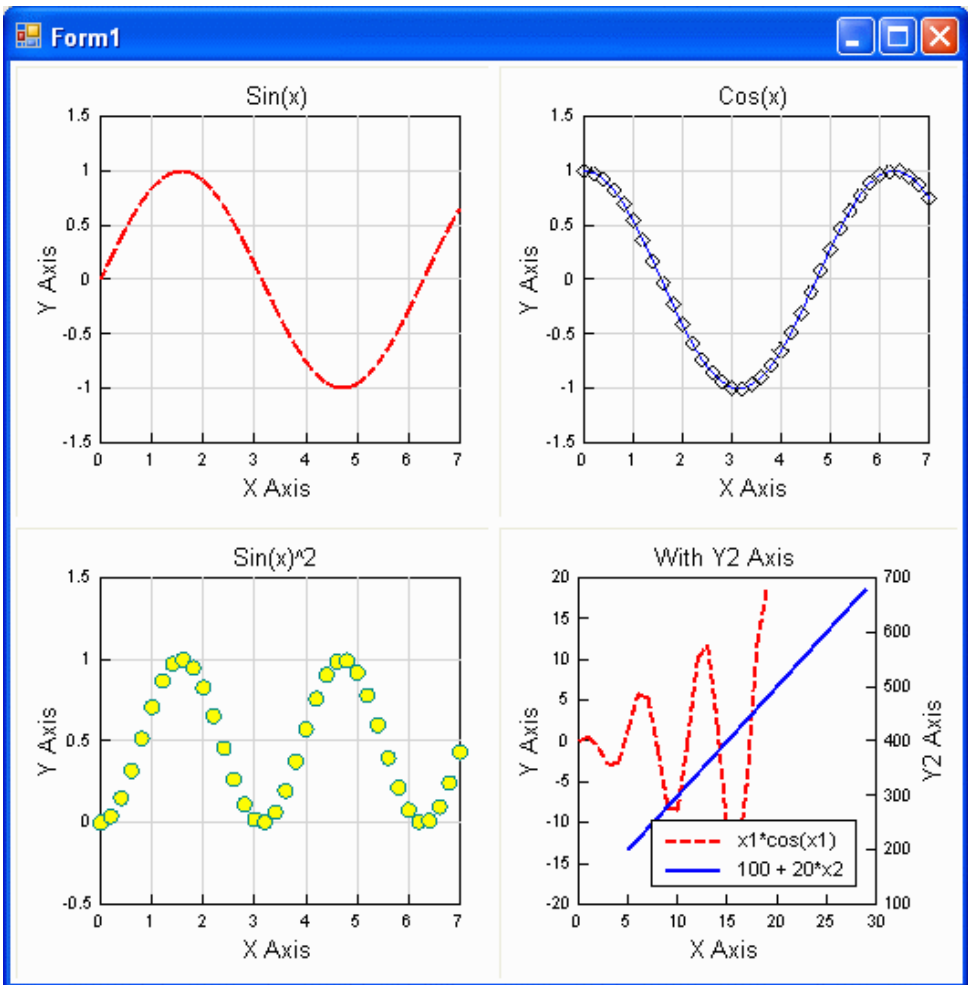 Form1
Sin(x)
1.5
1
0.5
0
-0.5
-1
-1.5
Y Axis
0 1 2 3 4 5 6 7
X Axis
Cos(x)
1.5
1
0.5
0
-0.5
-1
-1.5
Y Axis
0 1 2 3 4 5 6 7
X Axis
Sin(x)^2
1.5
1
0.5
0
-0.5
Y Axis
0 1 2 3 4 5 6 7
X Axis
With Y2 Axis
20
15
10
5
0
-5
-10
-15
-20
Y Axis
700
600
500
400
300
200
100
Y2 Axis
x1*cos(x1)
100 + 20*x2
0 5 10 15 20 25 30
X Axis